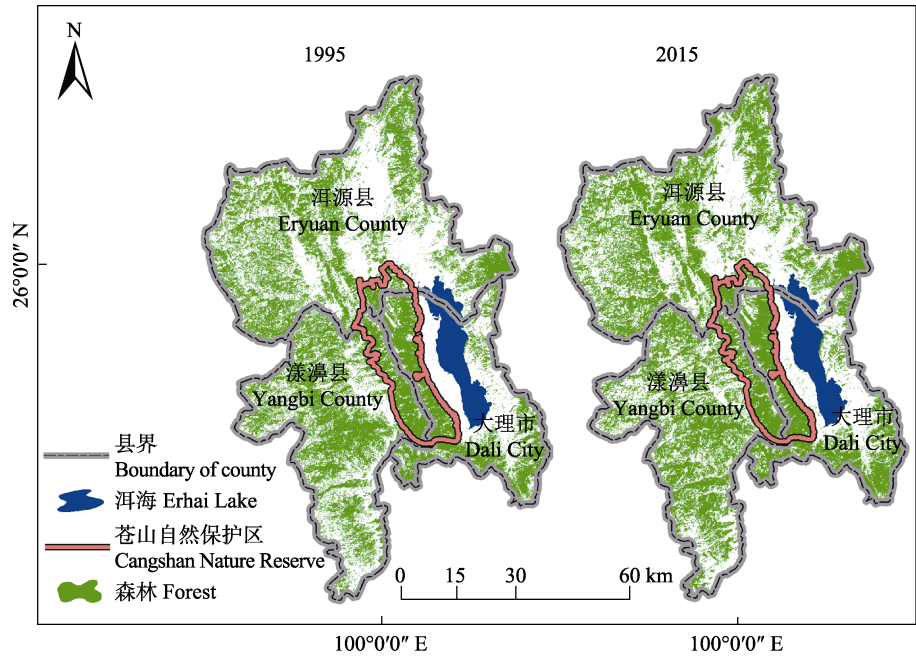 N
1995
2015
洱源县
Eryuan County
洱源县
Eryuan County
26°0′0″ N
漾濞县
Yangbi County
漾濞县
Yangbi County
大理市
Dali City
大理市
Dali City
县界
Boundary of county
洱海 Erhai Lake
苍山自然保护区
Cangshan Nature Reserve
森林 Forest
0 15 30 60 km
100°0′0″ E
100°0′0″ E